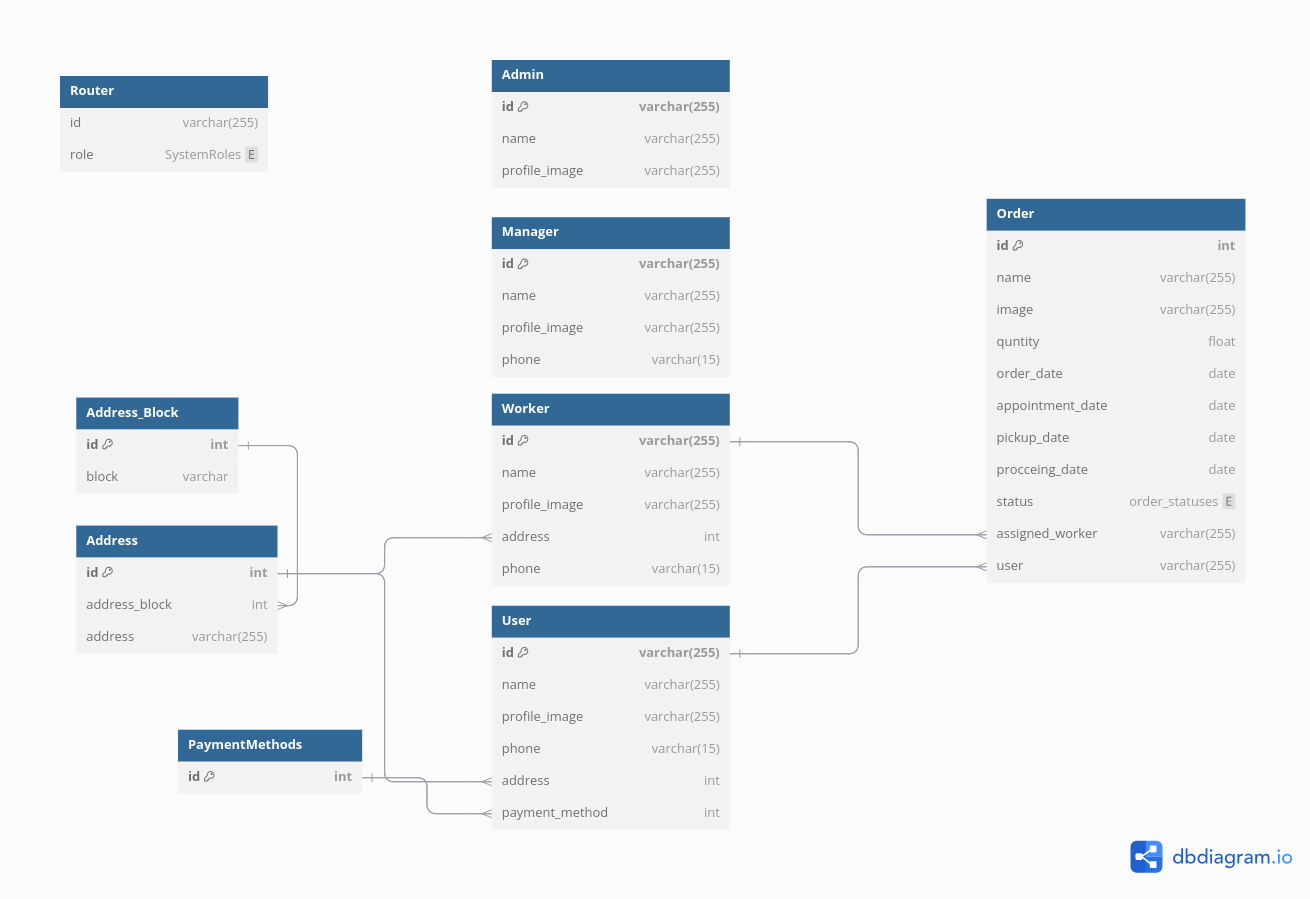 Router
id varchar(255)
role SystemRoles E
Admin
id varchar(255)
name varchar(255)
profile_image varchar(255)
Manager
id varchar(255)
name varchar(255)
profile_image varchar(255)
phone varchar(15)
Order
id int
name varchar(255)
image varchar(255)
quntity float
order_date date
appointment_date date
pickup_date date
procceing_date date
status order_statuses E
assigned_worker varchar(255)
user varchar(255)
Address_Block
id int
block varchar
Worker
id varchar(255)
name varchar(255)
profile_image varchar(255)
address int
phone varchar(15)
Address
id int
address_block int
address varchar(255)
User
id varchar(255)
name varchar(255)
profile_image varchar(255)
phone varchar(15)
address int
payment_method int
PaymentMethods
id int
dbdiagram.io